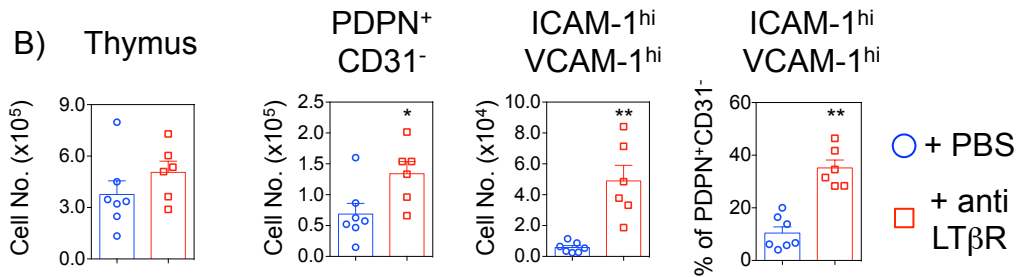 B) Thymus
Cell No. (x10⁵)
9.0
6.0
3.0
0.0
PDPN⁺
CD31⁻
Cell No. (x10⁵)
2.5
2.0
1.5
1.0
0.5
0.0
*
ICAM-1ʰⁱ
VCAM-1ʰⁱ
Cell No. (x10⁴)
10.0
8.0
6.0
4.0
2.0
0.0
**
ICAM-1ʰⁱ
VCAM-1ʰⁱ
% of PDPN⁺CD31⁻
60
40
20
0
**
+ PBS
+ anti
LTβR